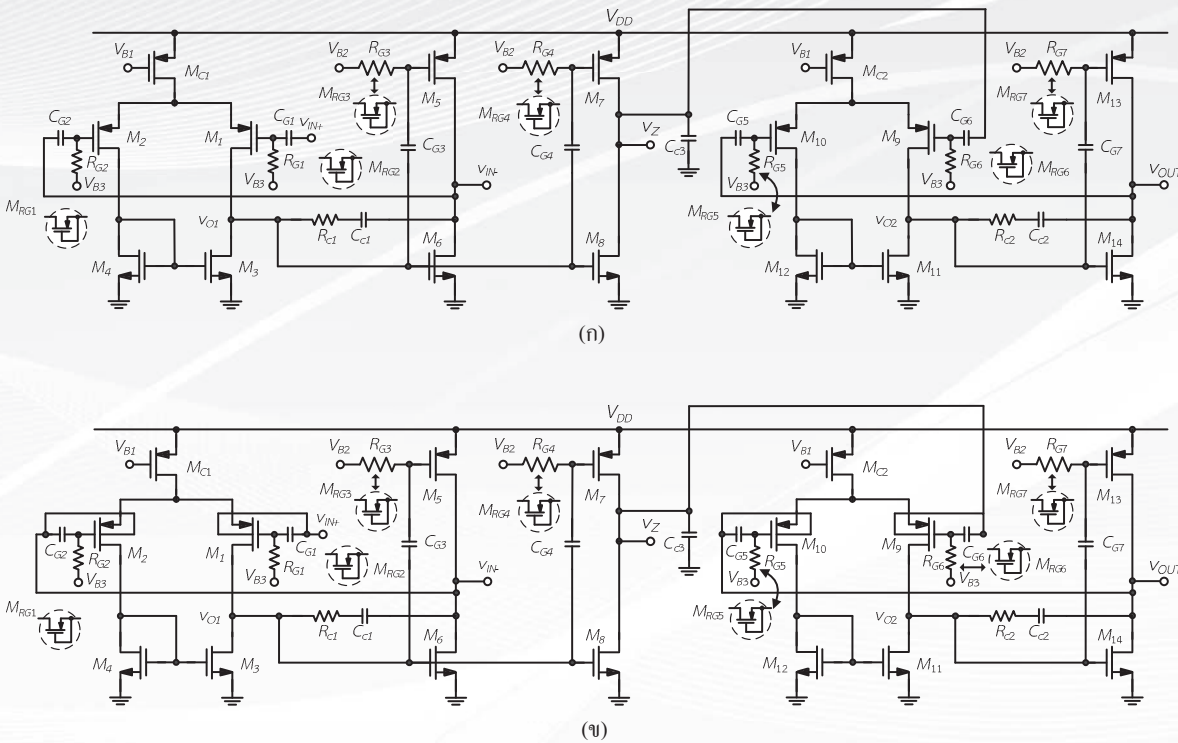 V_DD
V_B1
M_C1
V_B2
R_G3
M_RG3
M_5
V_B2
R_G4
M_RG4
M_7
V_B1
M_C2
V_B2
R_G7
M_RG7
M_13
C_G2
M_2
R_G2
V_B3
M_1
C_G1
v_IN+
R_G1
V_B3
M_RG2
C_G3
C_G4
v_Z
C_c3
C_G5
M_10
R_G5
V_B3
M_9
C_G6
R_G6
V_B3
M_RG6
C_G7
v_IN-
v_OUT
M_RG1
v_O1
R_c1
C_c1
M_RG5
v_O2
R_c2
C_c2
M_4
M_3
M_6
M_8
M_12
M_11
M_14
(ก)
V_DD
V_B1
M_C1
V_B2
R_G3
M_RG3
M_5
V_B2
R_G4
M_RG4
M_7
V_B1
M_C2
V_B2
R_G7
M_RG7
M_13
C_G2
M_2
R_G2
V_B3
M_1
C_G1
v_IN+
R_G1
V_B3
M_RG2
C_G3
C_G4
v_Z
C_c3
C_G5
M_10
R_G5
V_B3
M_9
C_G6
R_G6
V_B3
M_RG6
C_G7
v_IN-
v_OUT
M_RG1
v_O1
R_c1
C_c1
M_RG5
v_O2
R_c2
C_c2
M_4
M_3
M_6
M_8
M_12
M_11
M_14
(ข)